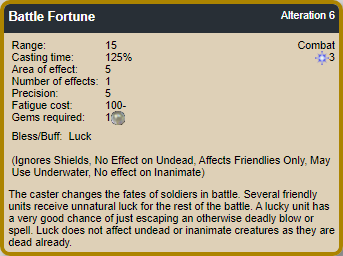 Battle Fortune Alteration 6
Range: 15 Combat
Casting time: 125% 3
Area of effect: 5
Number of effects: 1
Precision: 5
Fatigue cost: 100-
Gems required: 1
Bless/Buff: Luck
(Ignores Shields, No Effect on Undead, Affects Friendlies Only, May
Use Underwater, No effect on Inanimate)
The caster changes the fates of soldiers in battle. Several friendly
units receive unnatural luck for the rest of the battle. A lucky unit has
a very good chance of just escaping an otherwise deadly blow or
spell. Luck does not affect undead or inanimate creatures as they are
dead already.